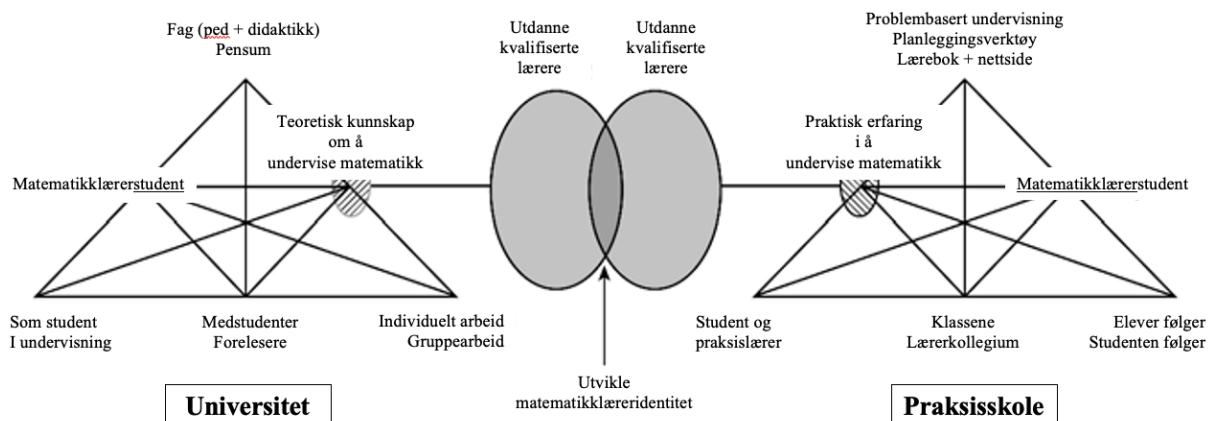 Fag (ped + didaktikk)
Pensum
Teoretisk kunnskap
om å
undervise matematikk
Matematikklærerstudent
Som student
I undervisning
Medstudenter
Forelesere
Individuelt arbeid
Gruppearbeid
Universitet
Utdanne
kvalifiserte
lærere
Utdanne
kvalifiserte
lærere
Utvikle
matematikklæreridentitet
Problembasert undervisning
Planleggingsverktøy
Lærebok + nettside
Praktisk erfaring
i å
undervise matematikk
Matematikklærerstudent
Student og
praksislærer
Klassene
Lærerkollegium
Elever følger
Studenten følger
Praksisskole